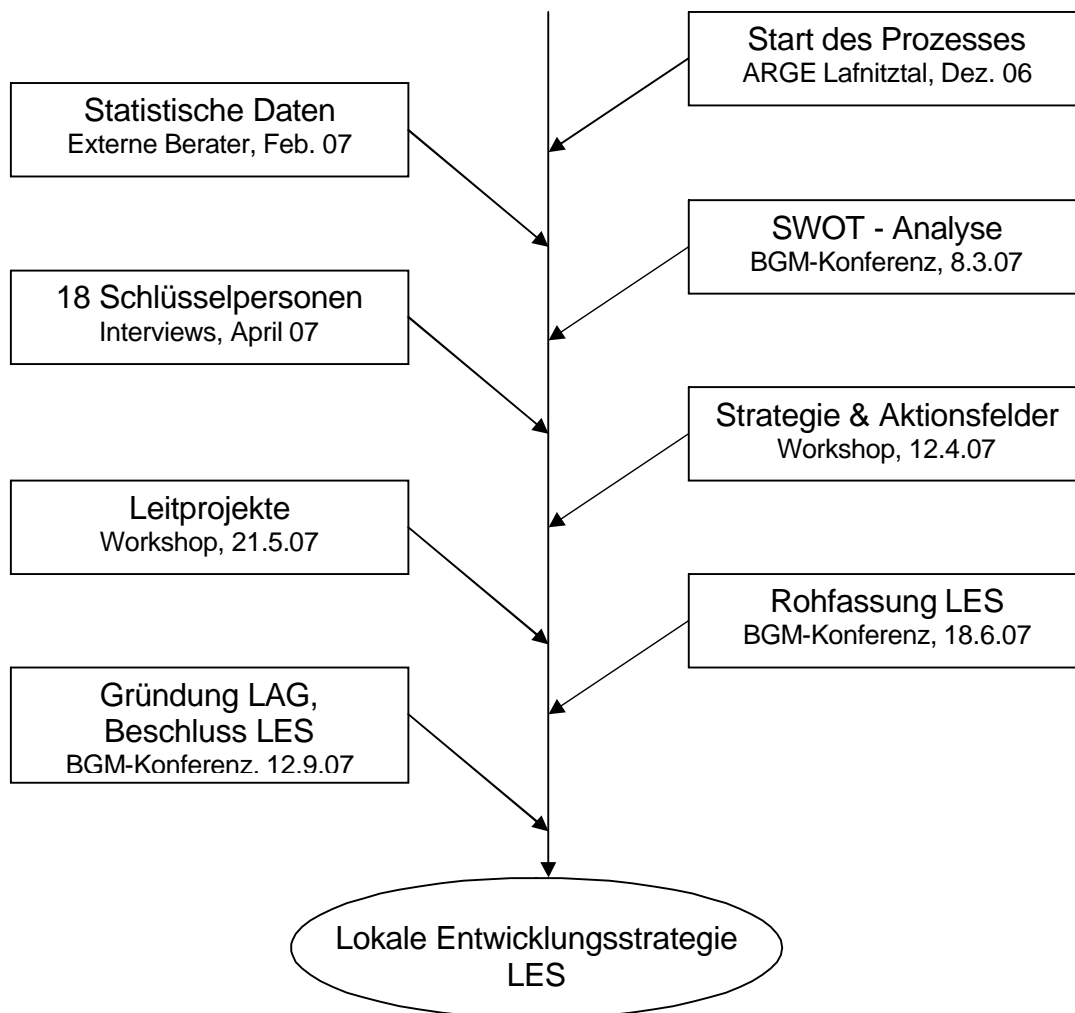 Start des Prozesses
ARGE Lafnitztal, Dez. 06
Statistische Daten
Externe Berater, Feb. 07
SWOT - Analyse
BGM-Konferenz, 8.3.07
18 Schlüsselpersonen
Interviews, April 07
Strategie & Aktionsfelder
Workshop, 12.4.07
Leitprojekte
Workshop, 21.5.07
Rohfassung LES
BGM-Konferenz, 18.6.07
Gründung LAG,
Beschluss LES
BGM-Konferenz, 12.9.07
Lokale Entwicklungsstrategie
LES